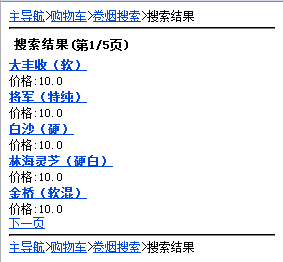 主导航>购物车>卷烟搜索>搜索结果
搜索结果(第1/5页)
大丰收（软）
价格:10.0
将军（特纯）
价格:10.0
白沙（硬）
价格:10.0
林海灵芝（硬白）
价格:10.0
金桥（软混）
价格:10.0
下一页
主导航>购物车>卷烟搜索>搜索结果